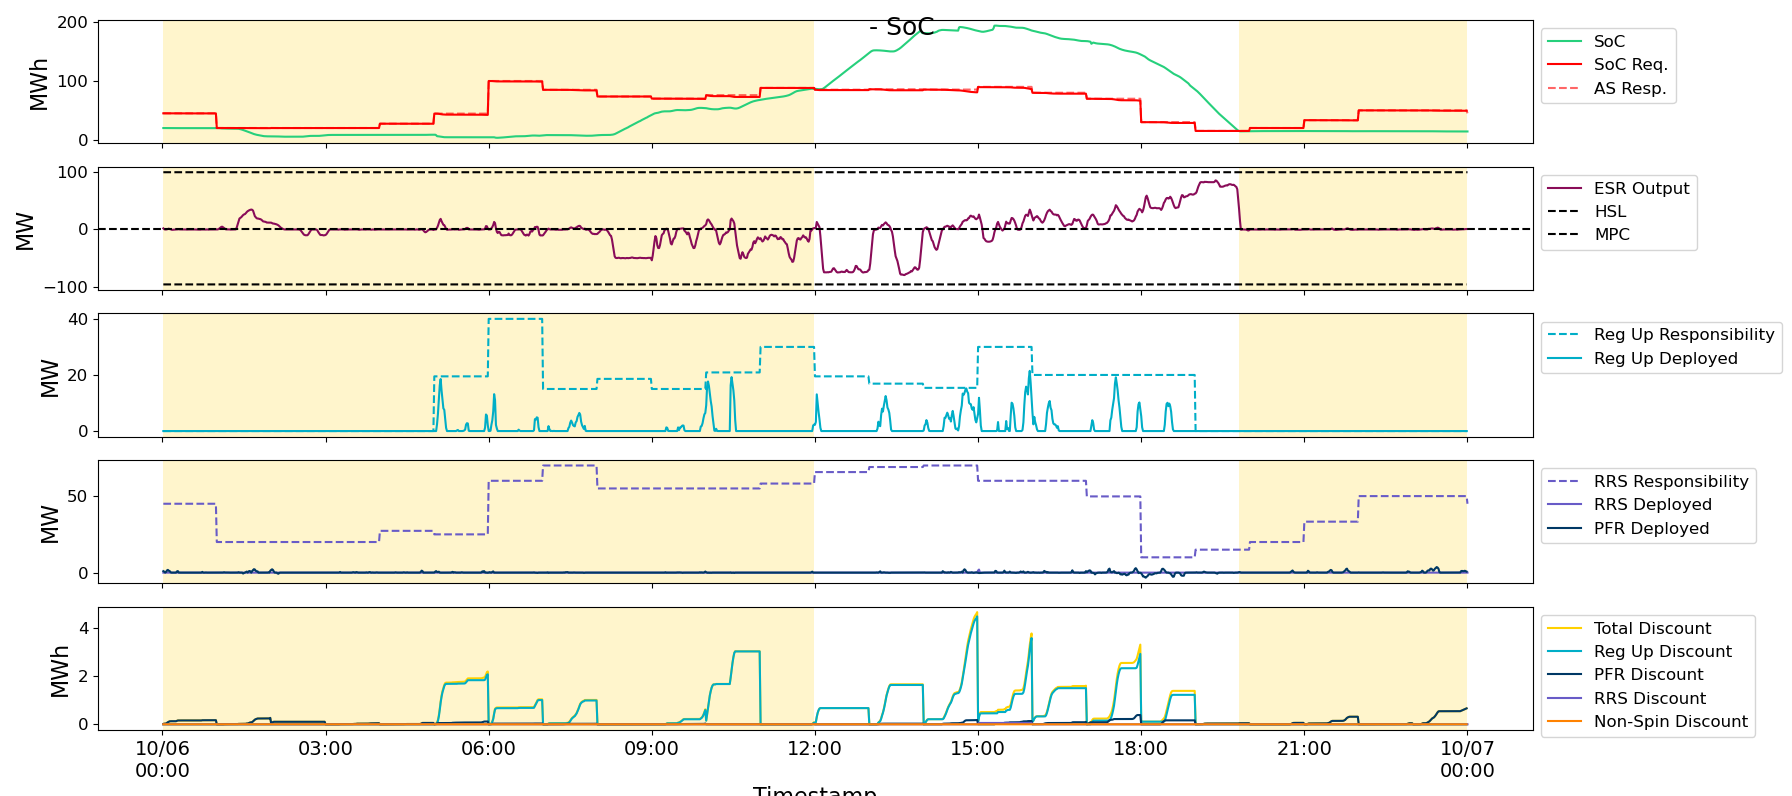 - SoC
200
100
0
MWh
SoC
SoC Req.
AS Resp.
100
0
−100
MW
ESR Output
HSL
MPC
40
20
0
MW
Reg Up Responsibility
Reg Up Deployed
50
0
MW
RRS Responsibility
RRS Deployed
PFR Deployed
4
2
0
MWh
Total Discount
Reg Up Discount
PFR Discount
RRS Discount
Non-Spin Discount
10/06 03:00 06:00 09:00 12:00 15:00 18:00 21:00 10/07
00:00 00:00
Timestamp